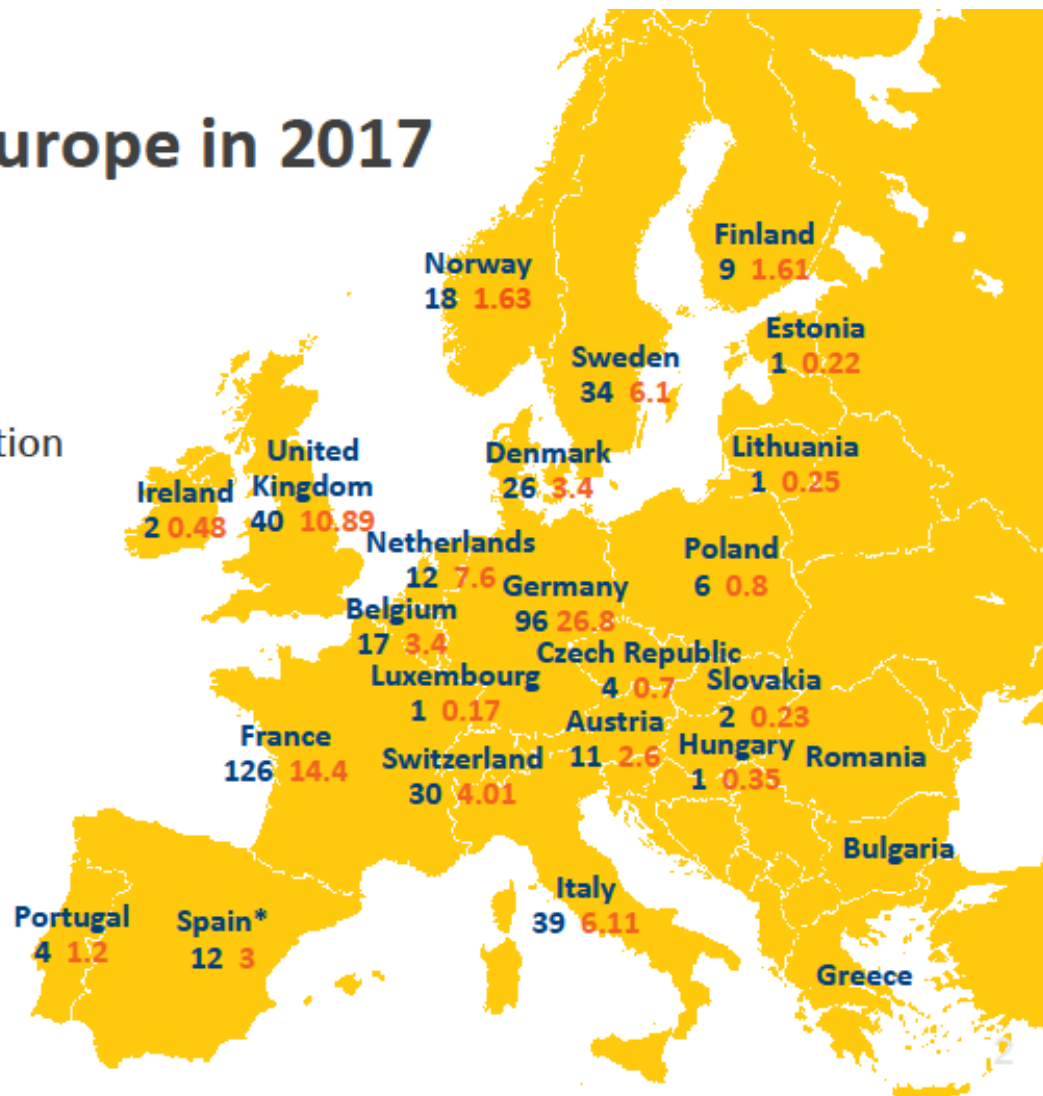 urope in 2017
Finland
9 1.61
Norway
18 1.63
Estonia
1 0.22
Sweden
34 6.1
tion
United
Kingdom
40 10.89
Ireland
2 0.48
Denmark
26 3.4
Lithuania
1 0.25
Netherlands
12 7.6
Poland
6 0.8
Germany
96 26.8
Belgium
17 3.4
Czech Republic
4 0.7
Luxembourg
1 0.17
Slovakia
2 0.23
Austria
11 2.6
France
126 14.4
Switzerland
30 4.01
Hungary
1 0.35
Romania
Bulgaria
Italy
39 6.11
Portugal
4 1.2
Spain*
12 3
Greece
2